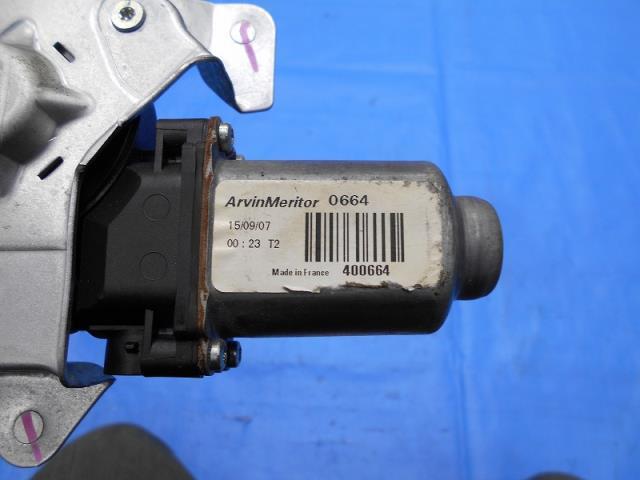 ArvinMeritor 0664
15/09/07
00 : 23 T2
Made in France 400664